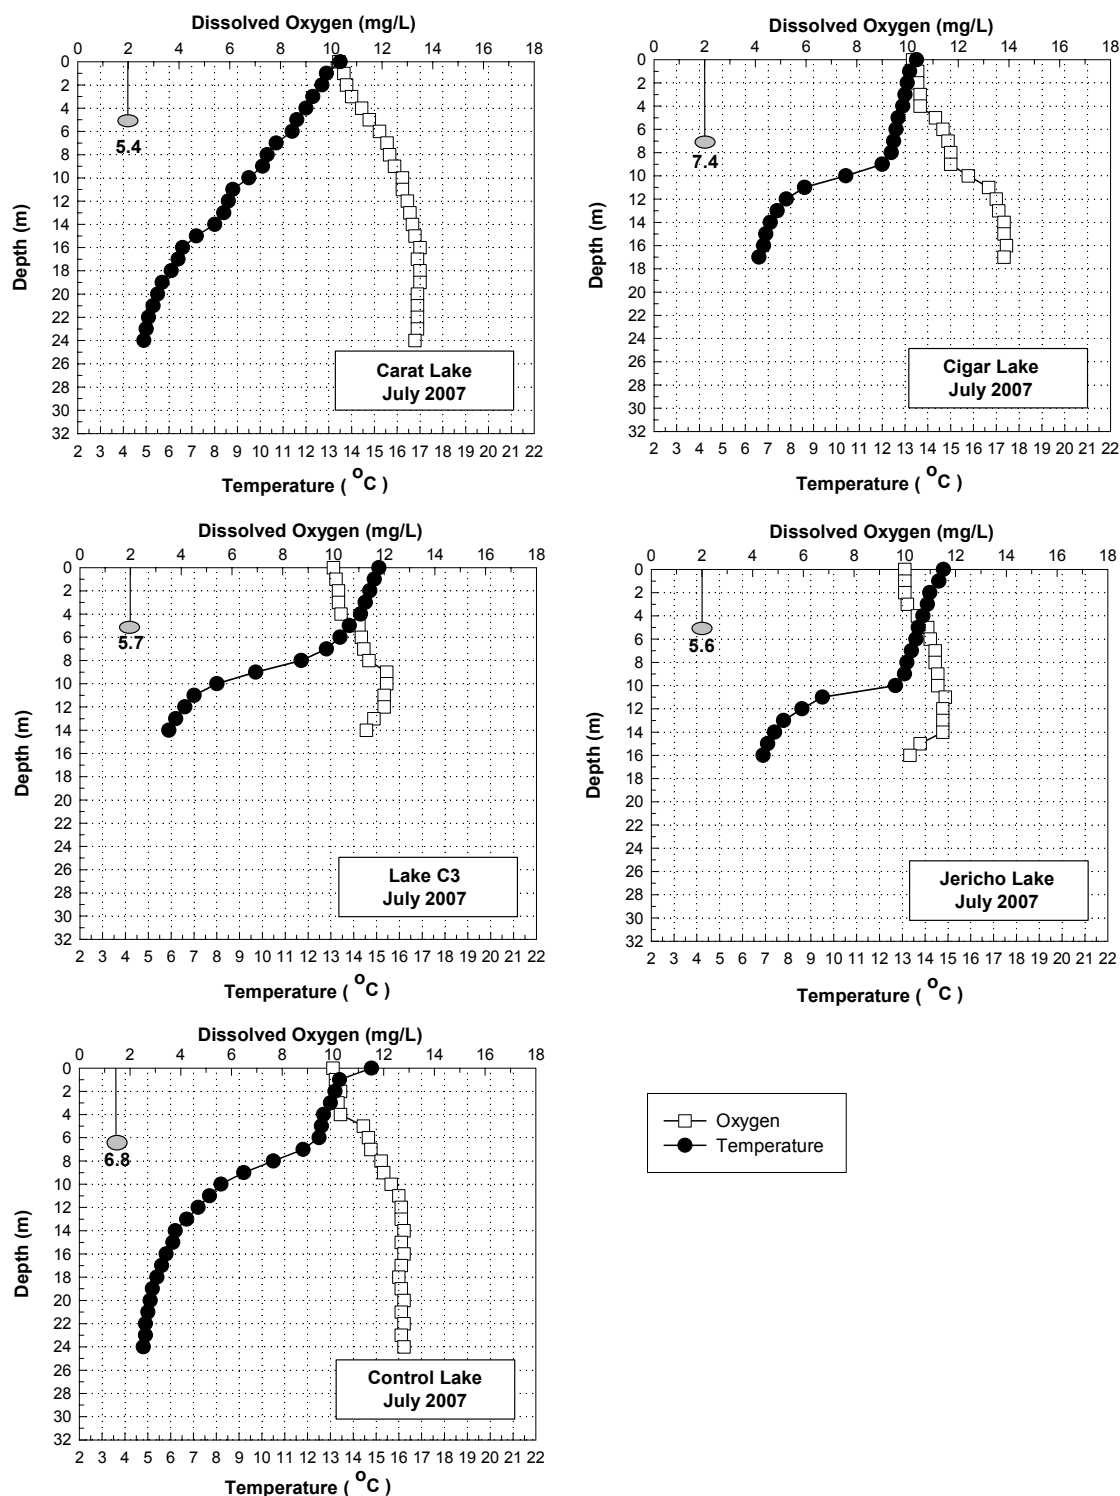 Dissolved Oxygen (mg/L)
0 2 4 6 8 10 12 14 16 18
0
2
4
6
8
10
12
14
16
18
20
22
24
26
28
30
32
Depth (m)
5.4
Carat Lake
July 2007
2 3 4 5 6 7 8 9 10 11 12 13 14 15 16 17 18 19 20 21 22
Temperature ( °C )
Dissolved Oxygen (mg/L)
0 2 4 6 8 10 12 14 16 18
0
2
4
6
8
10
12
14
16
18
20
22
24
26
28
30
32
Depth (m)
7.4
Cigar Lake
July 2007
2 3 4 5 6 7 8 9 10 11 12 13 14 15 16 17 18 19 20 21 22
Temperature ( °C )
Dissolved Oxygen (mg/L)
0 2 4 6 8 10 12 14 16 18
0
2
4
6
8
10
12
14
16
18
20
22
24
26
28
30
32
Depth (m)
5.7
Lake C3
July 2007
2 3 4 5 6 7 8 9 10 11 12 13 14 15 16 17 18 19 20 21 22
Temperature ( °C )
Dissolved Oxygen (mg/L)
0 2 4 6 8 10 12 14 16 18
0
2
4
6
8
10
12
14
16
18
20
22
24
26
28
30
32
Depth (m)
5.6
Jericho Lake
July 2007
2 3 4 5 6 7 8 9 10 11 12 13 14 15 16 17 18 19 20 21 22
Temperature ( °C )
Dissolved Oxygen (mg/L)
0 2 4 6 8 10 12 14 16 18
0
2
4
6
8
10
12
14
16
18
20
22
24
26
28
30
32
Depth (m)
6.8
Control Lake
July 2007
2 3 4 5 6 7 8 9 10 11 12 13 14 15 16 17 18 19 20 21 22
Temperature ( °C )
Oxygen
Temperature